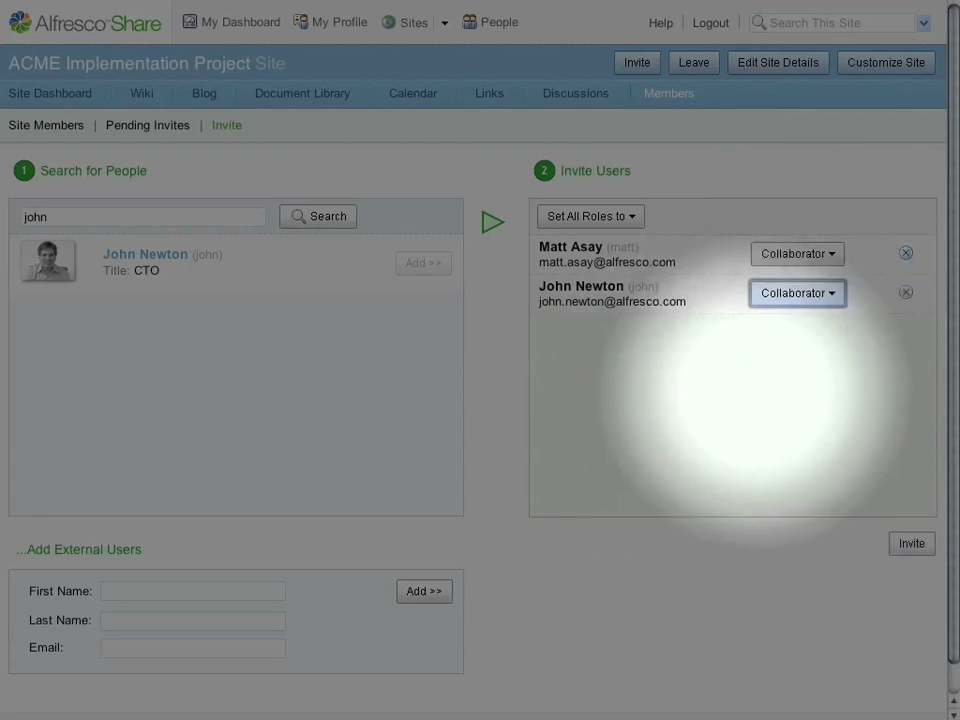 Alfresco Share My Dashboard My Profile Sites People Help Logout Search This Site
ACME Implementation Project Site Invite Leave Edit Site Details Customize Site
Site Dashboard Wiki Blog Document Library Calendar Links Discussions Members
Site Members | Pending Invites | Invite
1 Search for People
john Search
John Newton (john)
Title: CTO
Add >>
2 Invite Users
Set All Roles to
Matt Asay (matt)
matt.asay@alfresco.com
Collaborator
John Newton (john)
john.newton@alfresco.com
Collaborator
Invite
...Add External Users
First Name: Add >>
Last Name:
Email: